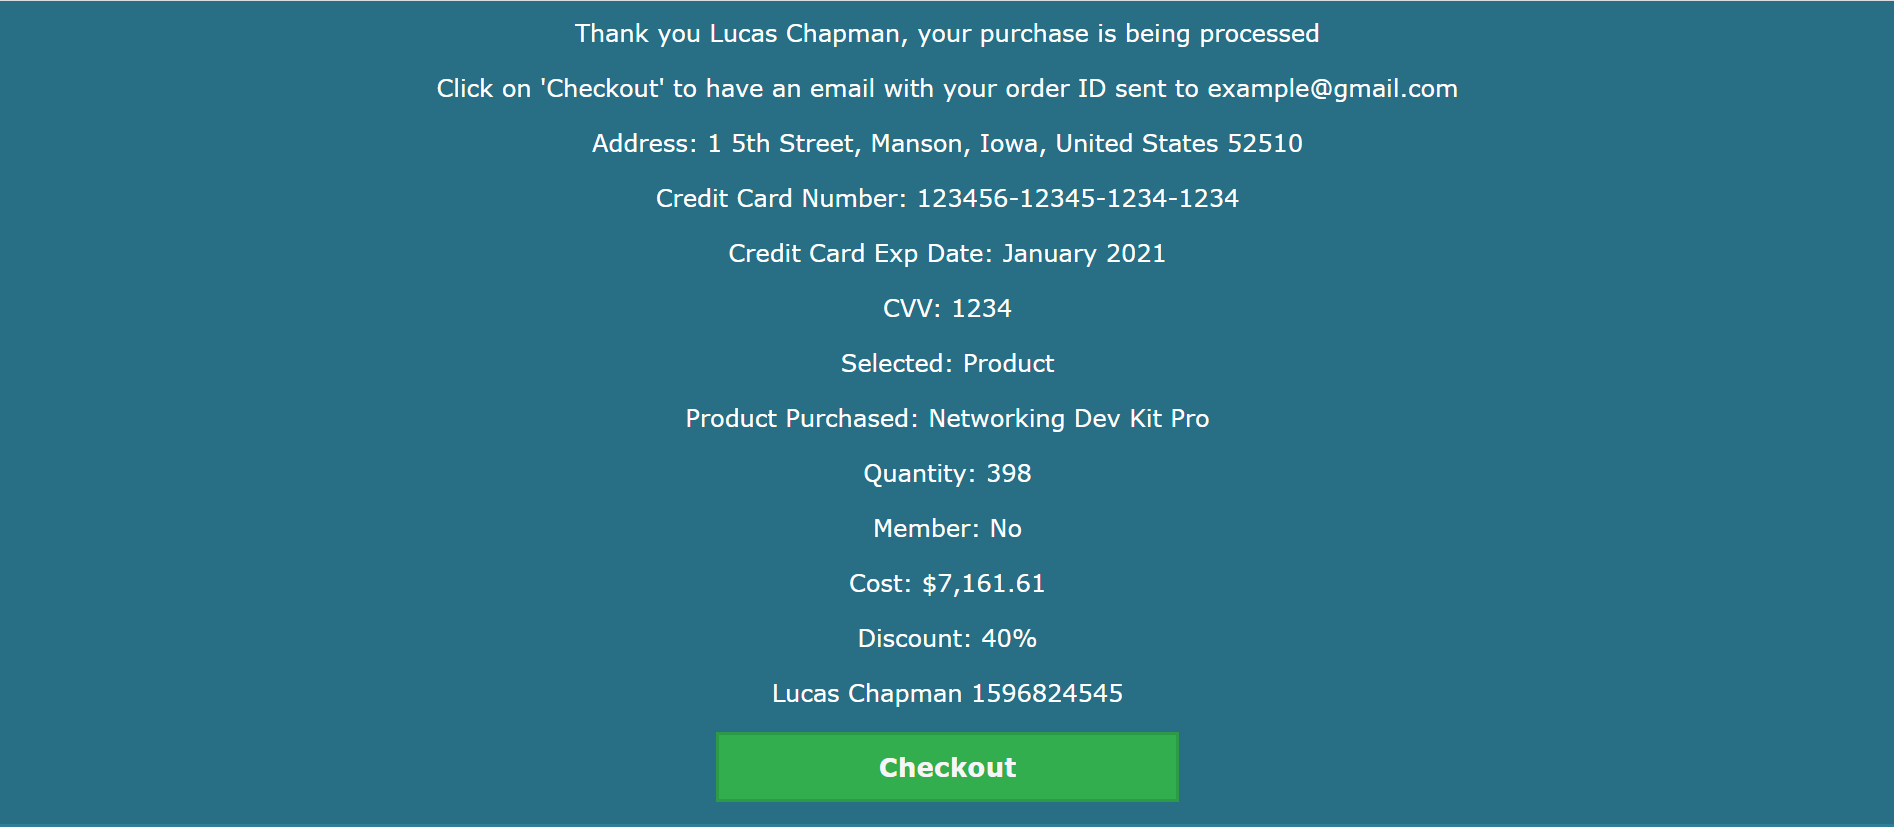 Thank you Lucas Chapman, your purchase is being processed
Click on 'Checkout' to have an email with your order ID sent to example@gmail.com
Address: 1 5th Street, Manson, Iowa, United States 52510
Credit Card Number: 123456-12345-1234-1234
Credit Card Exp Date: January 2021
CVV: 1234
Selected: Product
Product Purchased: Networking Dev Kit Pro
Quantity: 398
Member: No
Cost: $7,161.61
Discount: 40%
Lucas Chapman 1596824545
Checkout